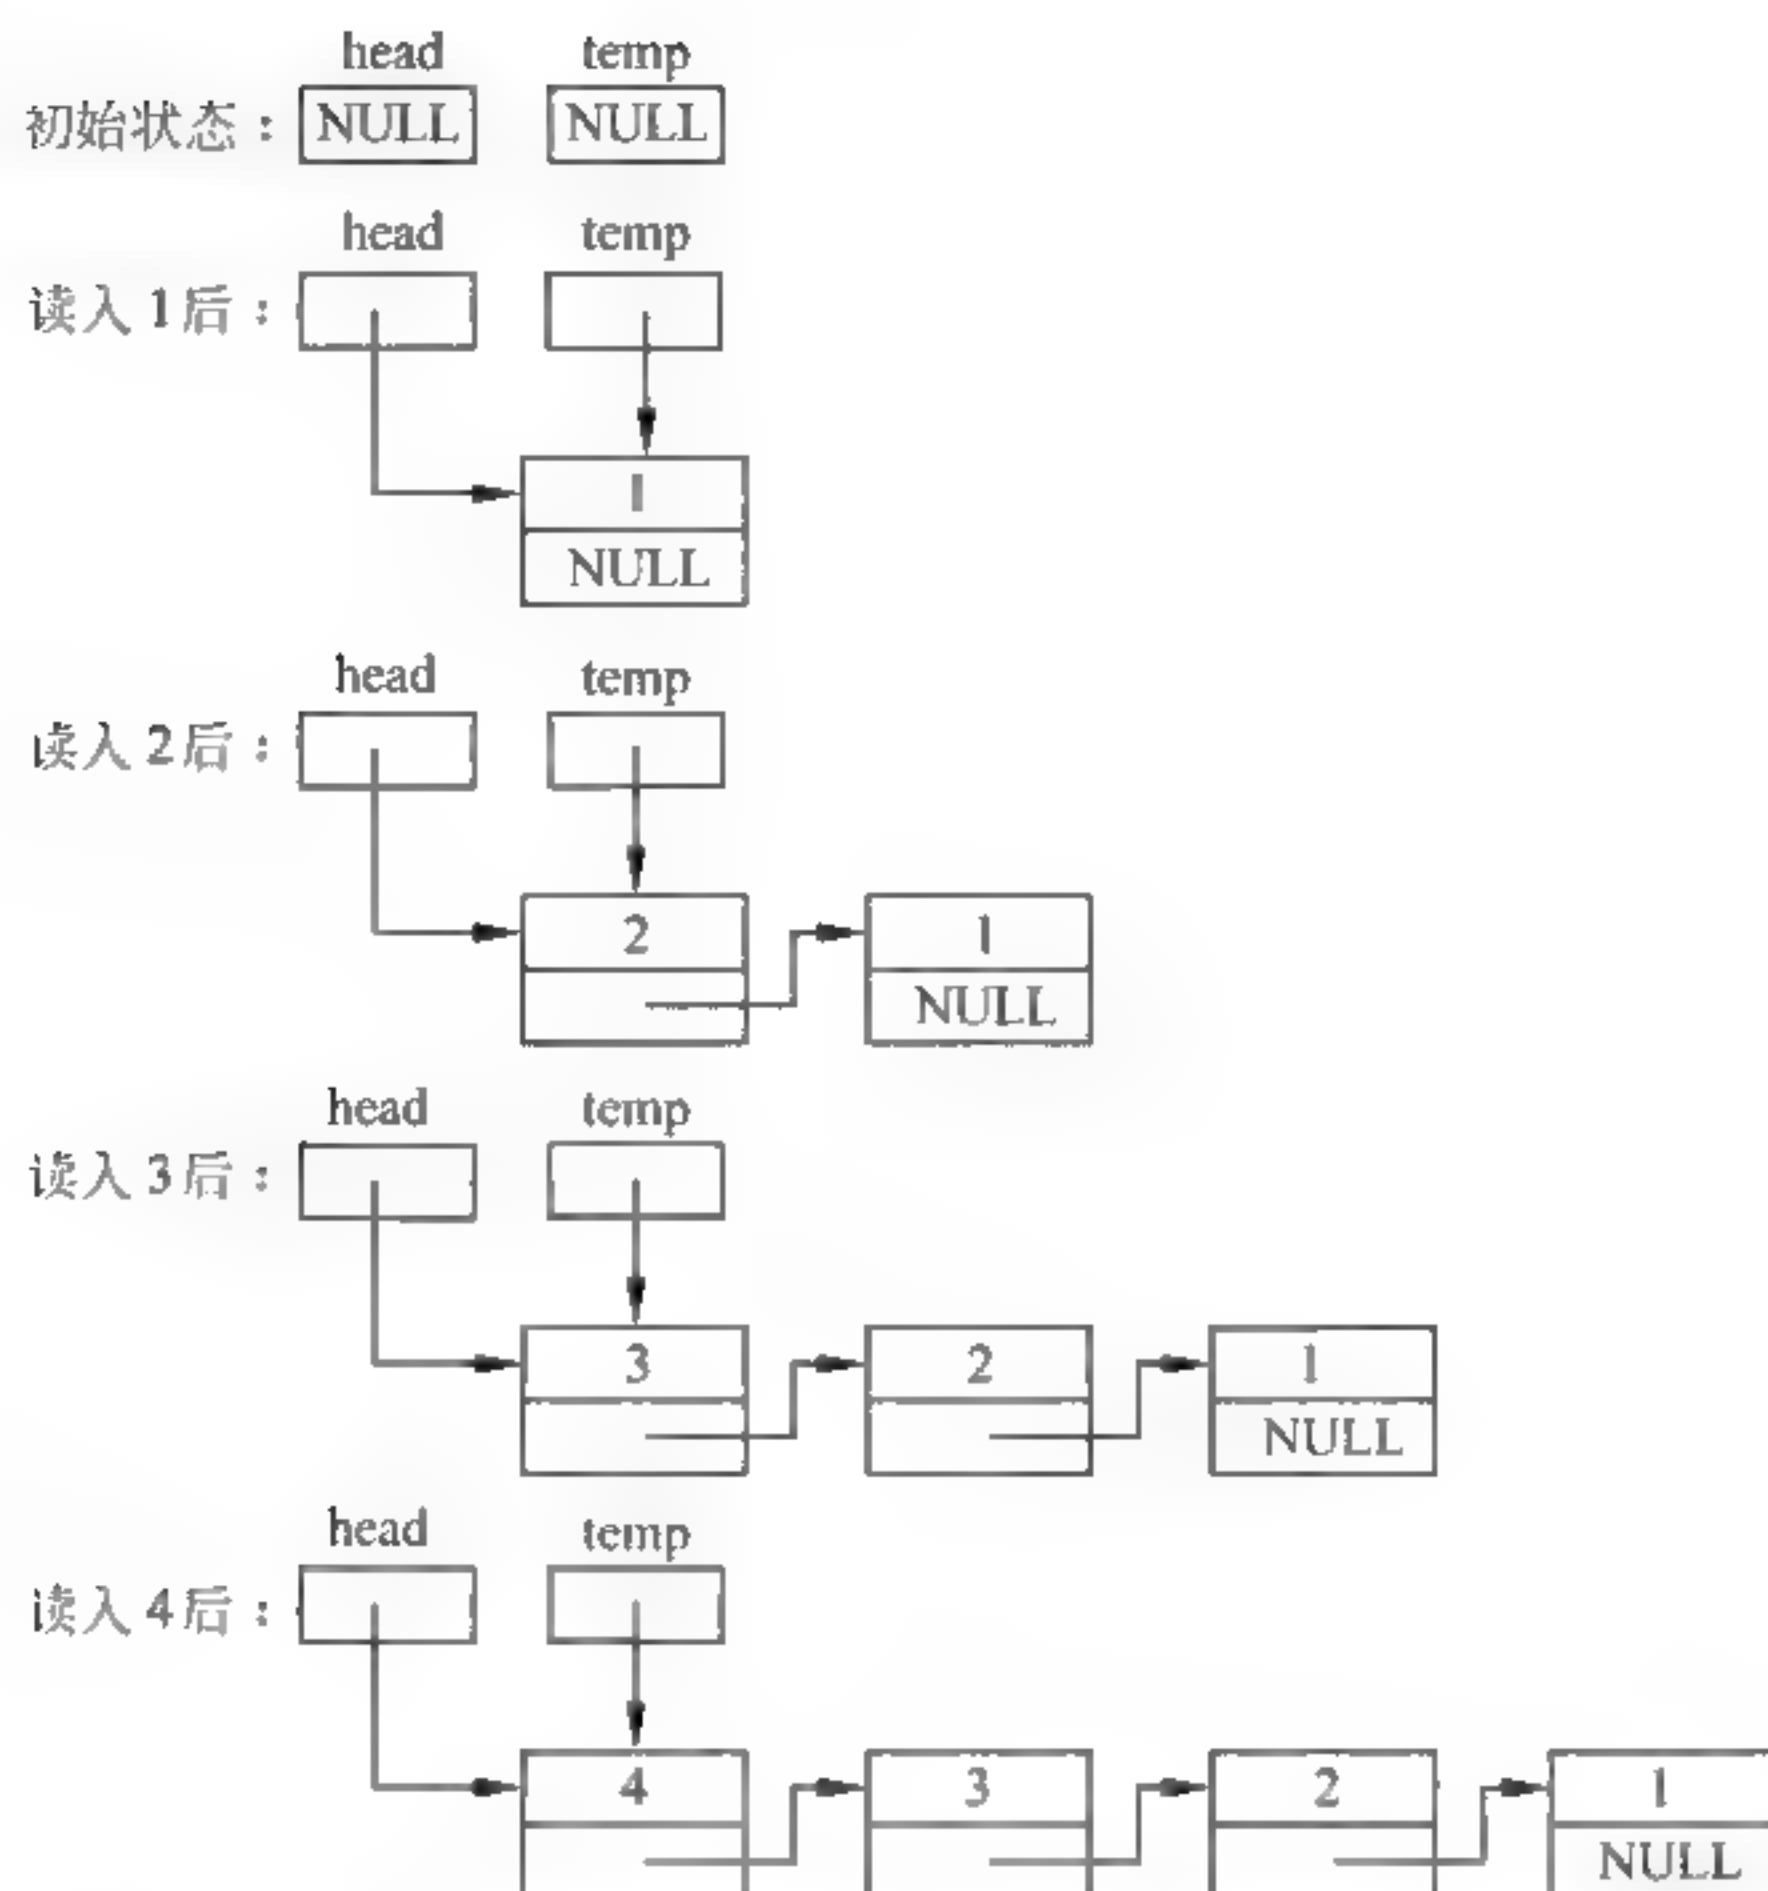 head temp
初始状态： NULL NULL
head temp
读入1后：
1
NULL
head temp
读入2后：
2 1
NULL
head temp
读入3后：
3 2 1
NULL
head temp
读入4后：
4 3 2 1
NULL